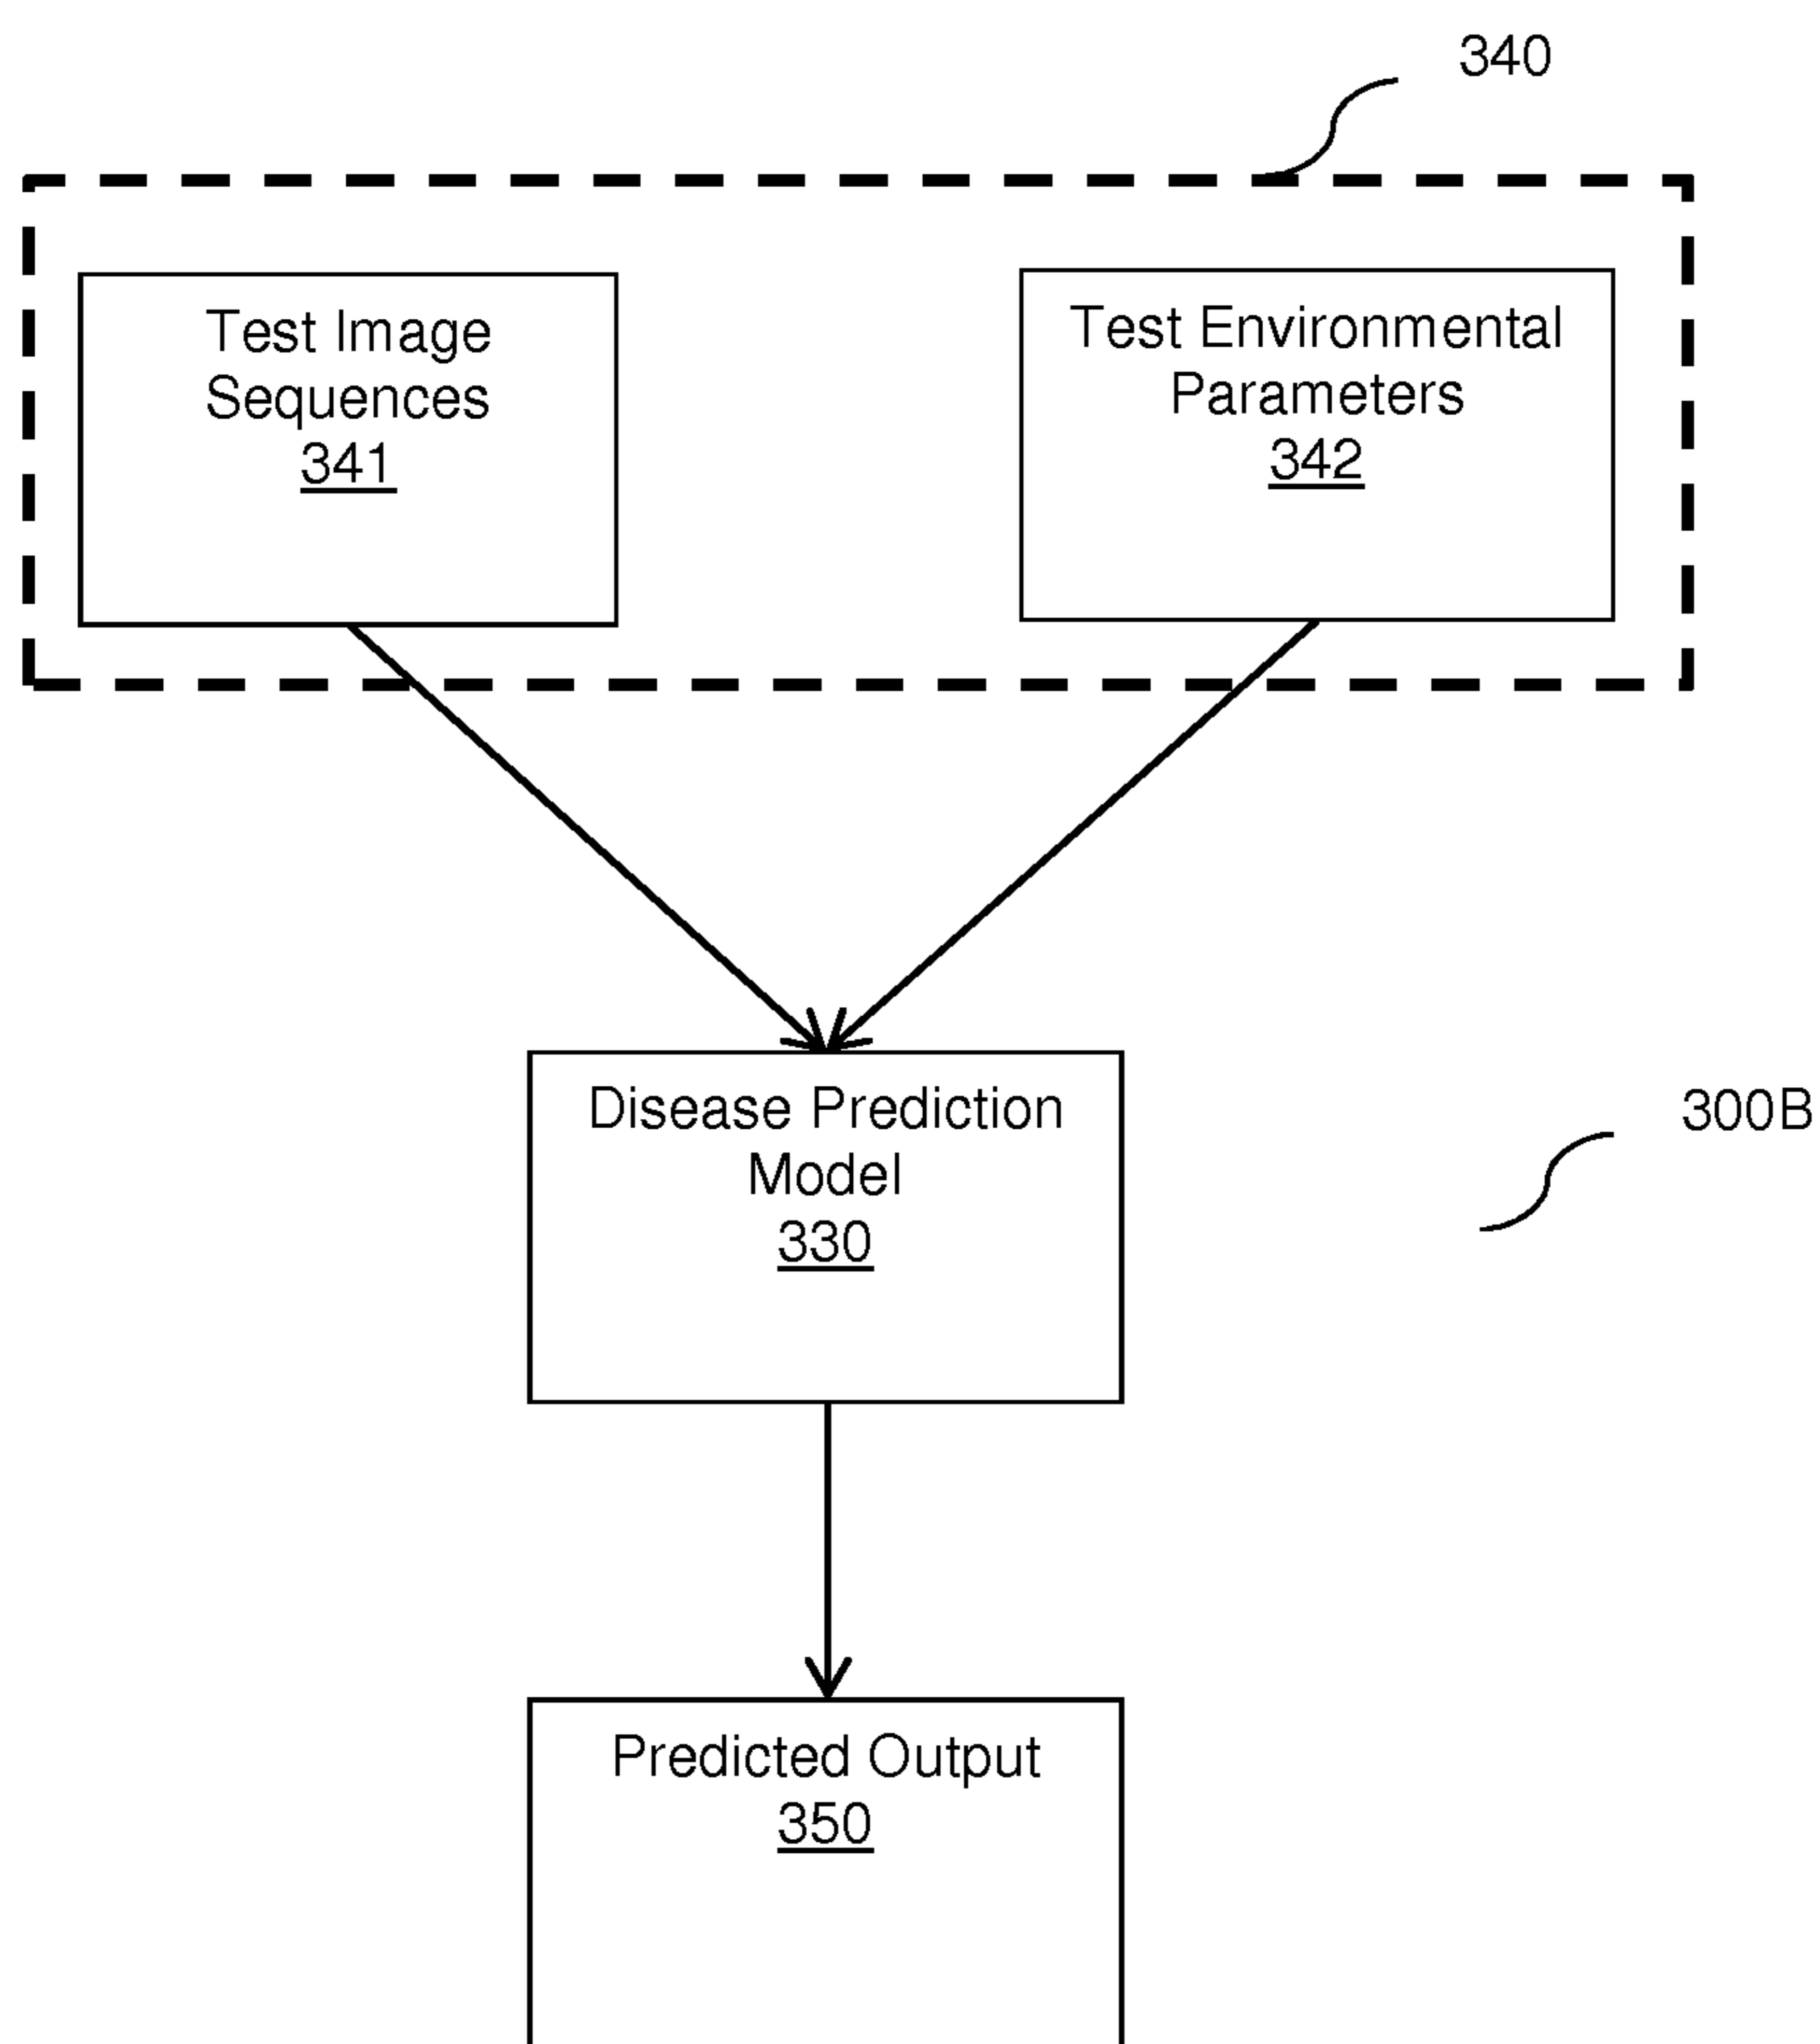 340
Test Image
Sequences
341
Test Environmental
Parameters
342
Disease Prediction
Model
330
300B
Predicted Output
350